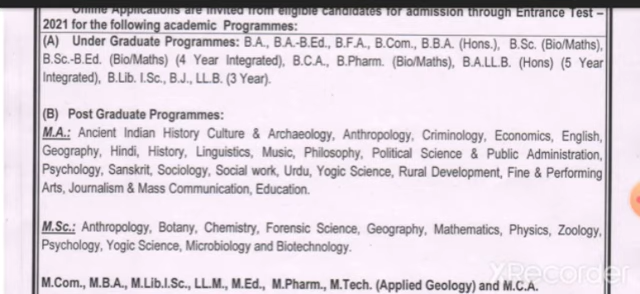 Online Applications are invited from eligible candidates for admission through Entrance Test –
2021 for the following academic Programmes:
(A) Under Graduate Programmes: B.A., B.A.-B.Ed., B.F.A., B.Com., B.B.A. (Hons.), B.Sc. (Bio/Maths),
B.Sc.-B.Ed. (Bio/Maths) (4 Year Integrated), B.C.A., B.Pharm. (Bio/Maths), B.A.LL.B. (Hons) (5 Year
Integrated), B.Lib. I.Sc., B.J., LL.B. (3 Year).
(B) Post Graduate Programmes:
M.A.: Ancient Indian History Culture & Archaeology, Anthropology, Criminology, Economics, English,
Geography, Hindi, History, Linguistics, Music, Philosophy, Political Science & Public Administration,
Psychology, Sanskrit, Sociology, Social work, Urdu, Yogic Science, Rural Development, Fine & Performing
Arts, Journalism & Mass Communication, Education.
M.Sc.: Anthropology, Botany, Chemistry, Forensic Science, Geography, Mathematics, Physics, Zoology,
Psychology, Yogic Science, Microbiology and Biotechnology.
M.Com., M.B.A., M.Lib.I.Sc., LL.M., M.Ed., M.Pharm., M.Tech. (Applied Geology) and M.C.A.
XRecorder